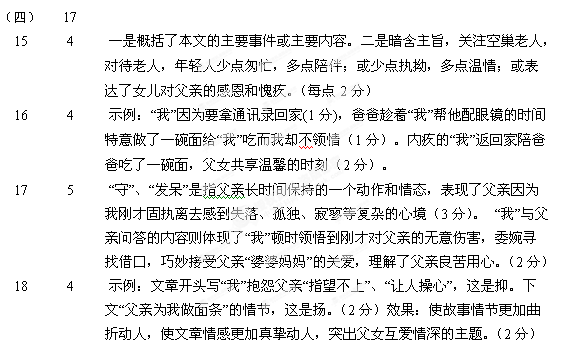 （四） 17
15 4 一是概括了本文的主要事件或主要内容。二是暗含主旨，关注空巢老人，
对待老人，年轻人少点匆忙，多点陪伴；或少点执拗，多点温情；或表
达了女儿对父亲的感恩和愧疚。（每点 2 分）
16 4 示例：“我”因为要拿通讯录回家(1 分)，爸爸趁着“我”帮他配眼镜的时间
特意做了一碗面给“我”吃而我却不领情（1 分）。内疚的“我”返回家陪爸
爸吃了一碗面，父女共享温馨的时刻（2 分）。
17 5 “守”、“发呆”是指父亲长时间保持的一个动作和情态，表现了父亲因为
我刚才固执离去感到失落、孤独、寂寥等复杂的心境（3 分）。 “我”与父
亲问答的内容则体现了“我”顿时领悟到刚才对父亲的无意伤害，委婉寻
找借口，巧妙接受父亲“婆婆妈妈”的关爱，理解了父亲良苦用心。（2 分）
18 4 示例：文章开头写“我”抱怨父亲“指望不上”、“让人操心”，这是抑。下
文“父亲为我做面条”的情节，这是扬。（2 分）效果：使故事情节更加曲
折动人，使文章情感更加真挚动人，突出父女互爱情深的主题。（2 分）